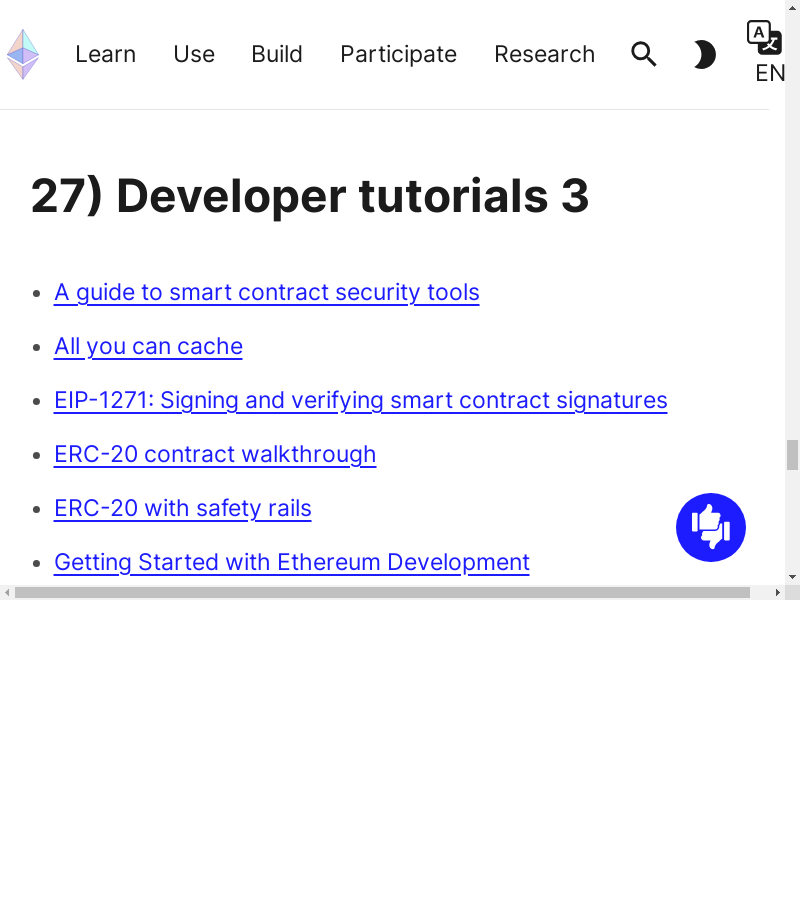 Learn Use Build Participate Research
EN
27) Developer tutorials 3
A guide to smart contract security tools
All you can cache
EIP-1271: Signing and verifying smart contract signatures
ERC-20 contract walkthrough
ERC-20 with safety rails
Getting Started with Ethereum Development